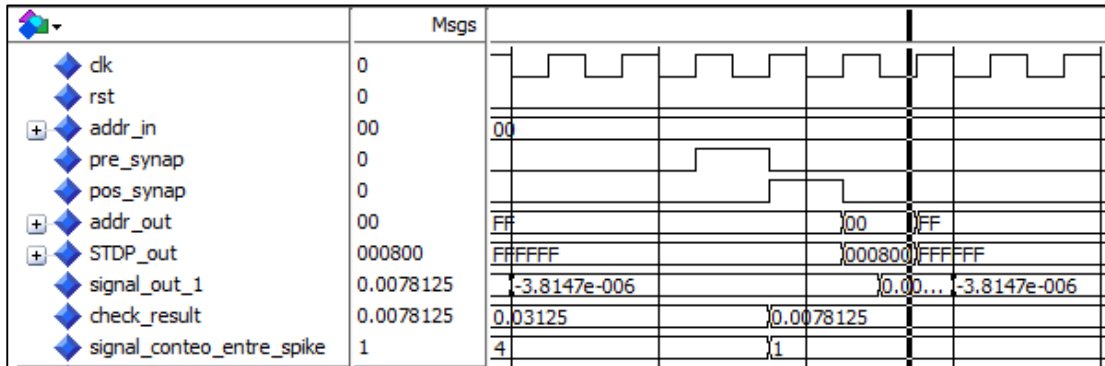 Msgs
clk 0
rst 0
addr_in 00 00
pre_synap 0
pos_synap 0
addr_out 00 FF 00 FF
STDP_out 000800 FFFFFF 000800 FFFFFF
signal_out_1 0.0078125 -3.8147e-006 0.00... -3.8147e-006
check_result 0.0078125 0.03125 0.0078125
signal_conteo_entre_spike 1 4 1